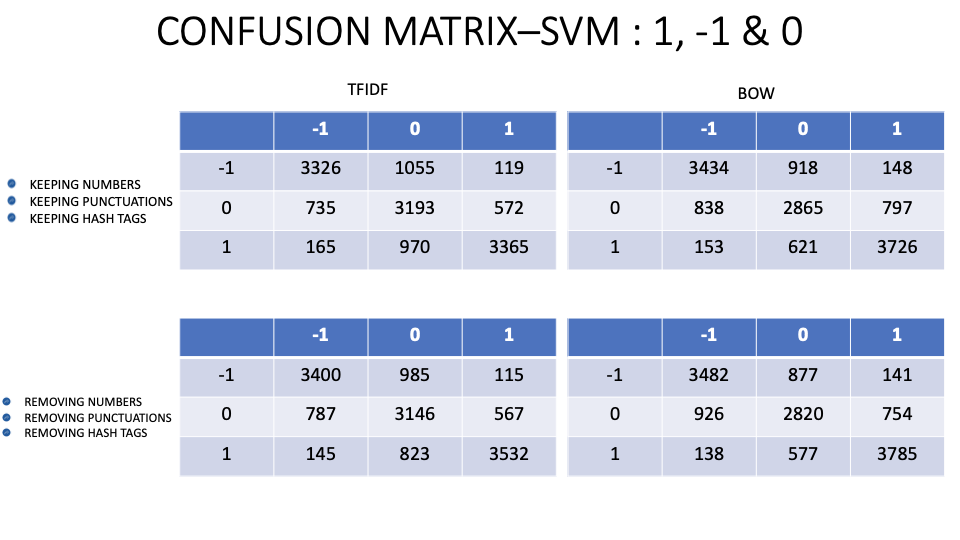 CONFUSION MATRIX–SVM : 1, -1 & 0
TFIDF
BOW
-1 0 1
-1 3326 1055 119
0 735 3193 572
1 165 970 3365
-1 0 1
-1 3434 918 148
0 838 2865 797
1 153 621 3726
KEEPING NUMBERS
KEEPING PUNCTUATIONS
KEEPING HASH TAGS
-1 0 1
-1 3400 985 115
0 787 3146 567
1 145 823 3532
-1 0 1
-1 3482 877 141
0 926 2820 754
1 138 577 3785
REMOVING NUMBERS
REMOVING PUNCTUATIONS
REMOVING HASH TAGS